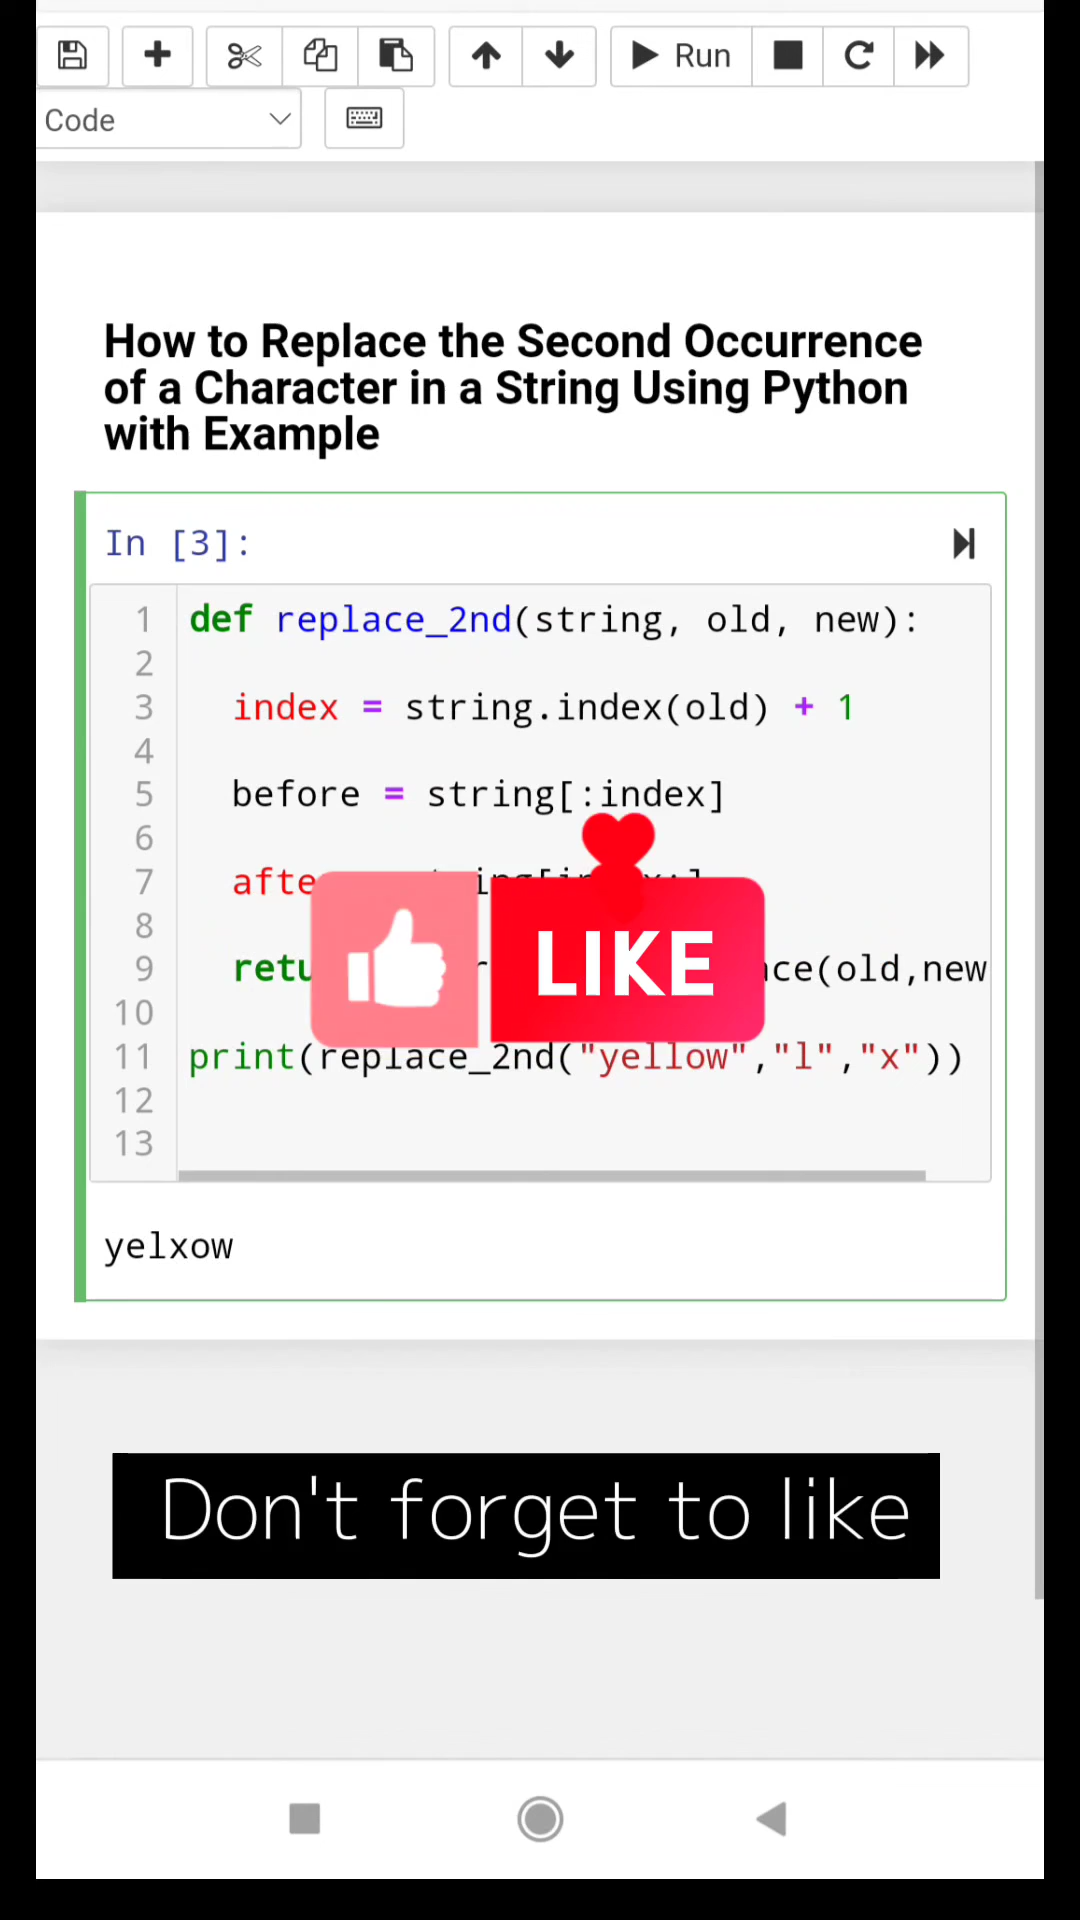 Run
Code
How to Replace the Second Occurrence
of a Character in a String Using Python
with Example
In [3]:
1 def replace_2nd(string, old, new):
2
3 index = string.index(old) + 1
4
5 before = string[:index]
6
7
8
9 ce(old,new
10
11 print(replace_2nd("yellow","l","x"))
12
13
LIKE
yelxow
Don't forget to like